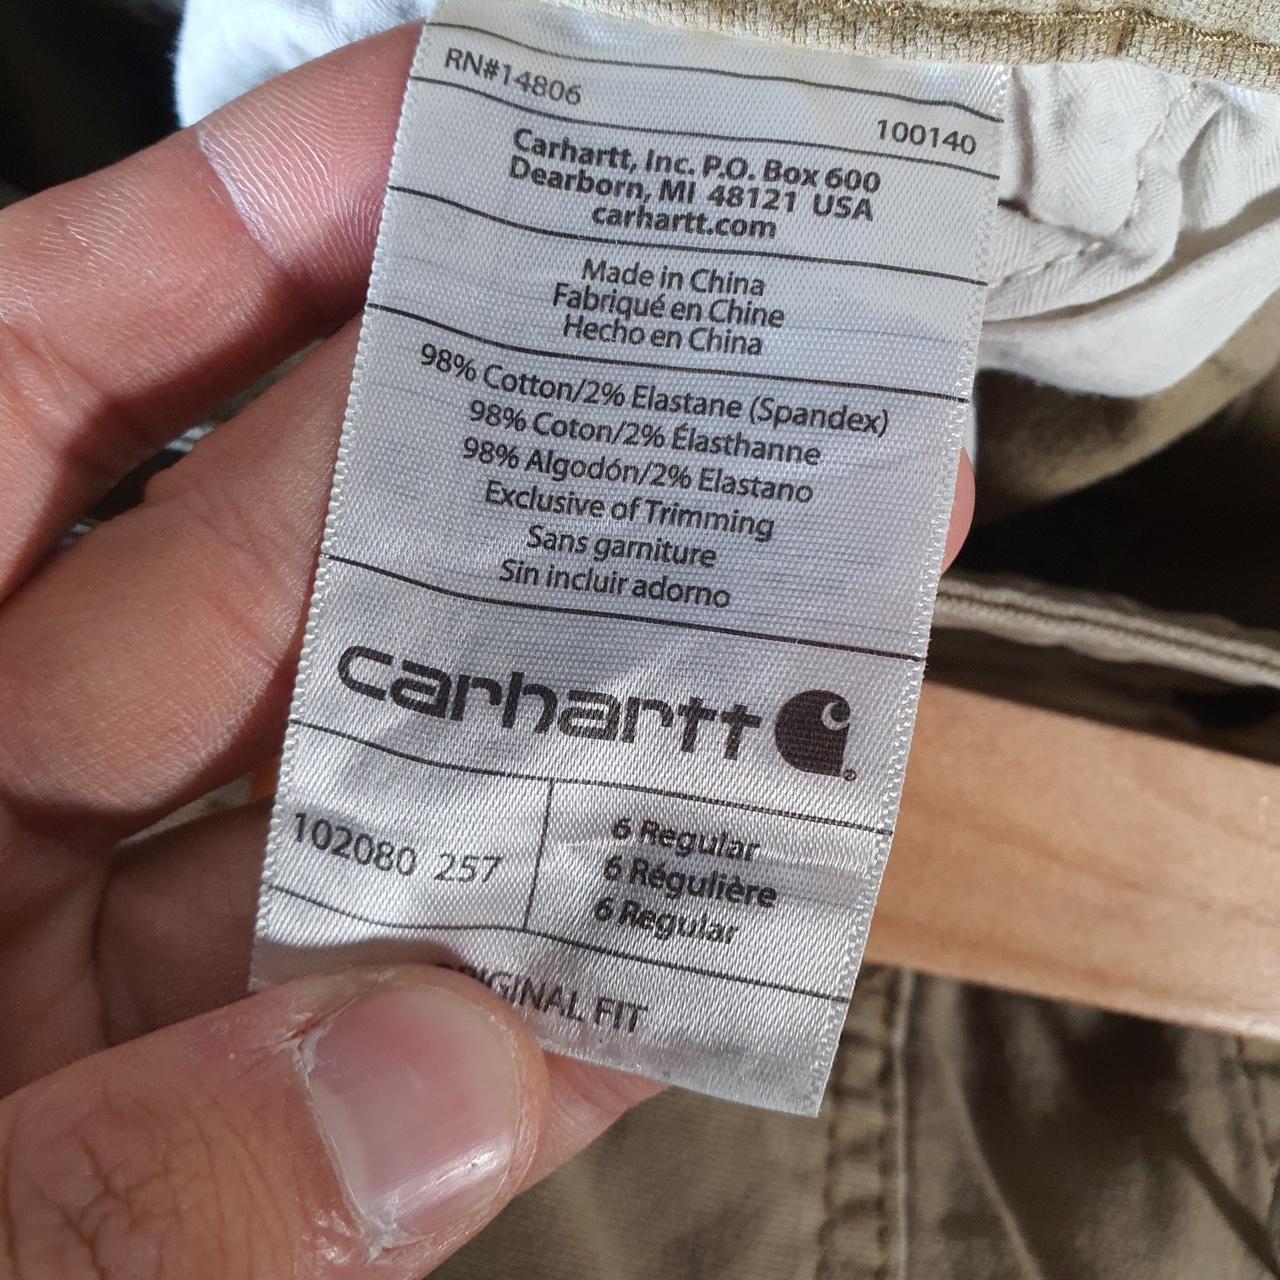 RN#14806
100140
Carhartt, Inc. P.O. Box 600
Dearborn, MI 48121 USA
carhartt.com
Made in China
Fabriqué en Chine
Hecho en China
98% Cotton/2% Elastane (Spandex)
98% Coton/2% Élasthanne
98% Algodón/2% Elastano
Exclusive of Trimming
Sans garniture
Sin incluir adorno
carhartt
102080 257
6 Regular
6 Régulière
6 Regular
RIGINAL FIT